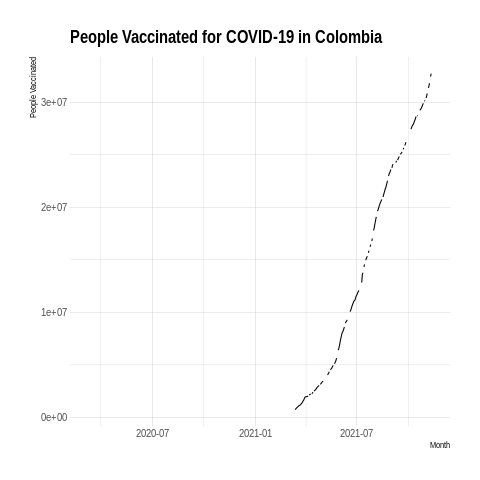 People Vaccinated for COVID-19 in Colombia
People Vaccinated
3e+07
2e+07
1e+07
0e+00
2020-07 2021-01 2021-07
Month